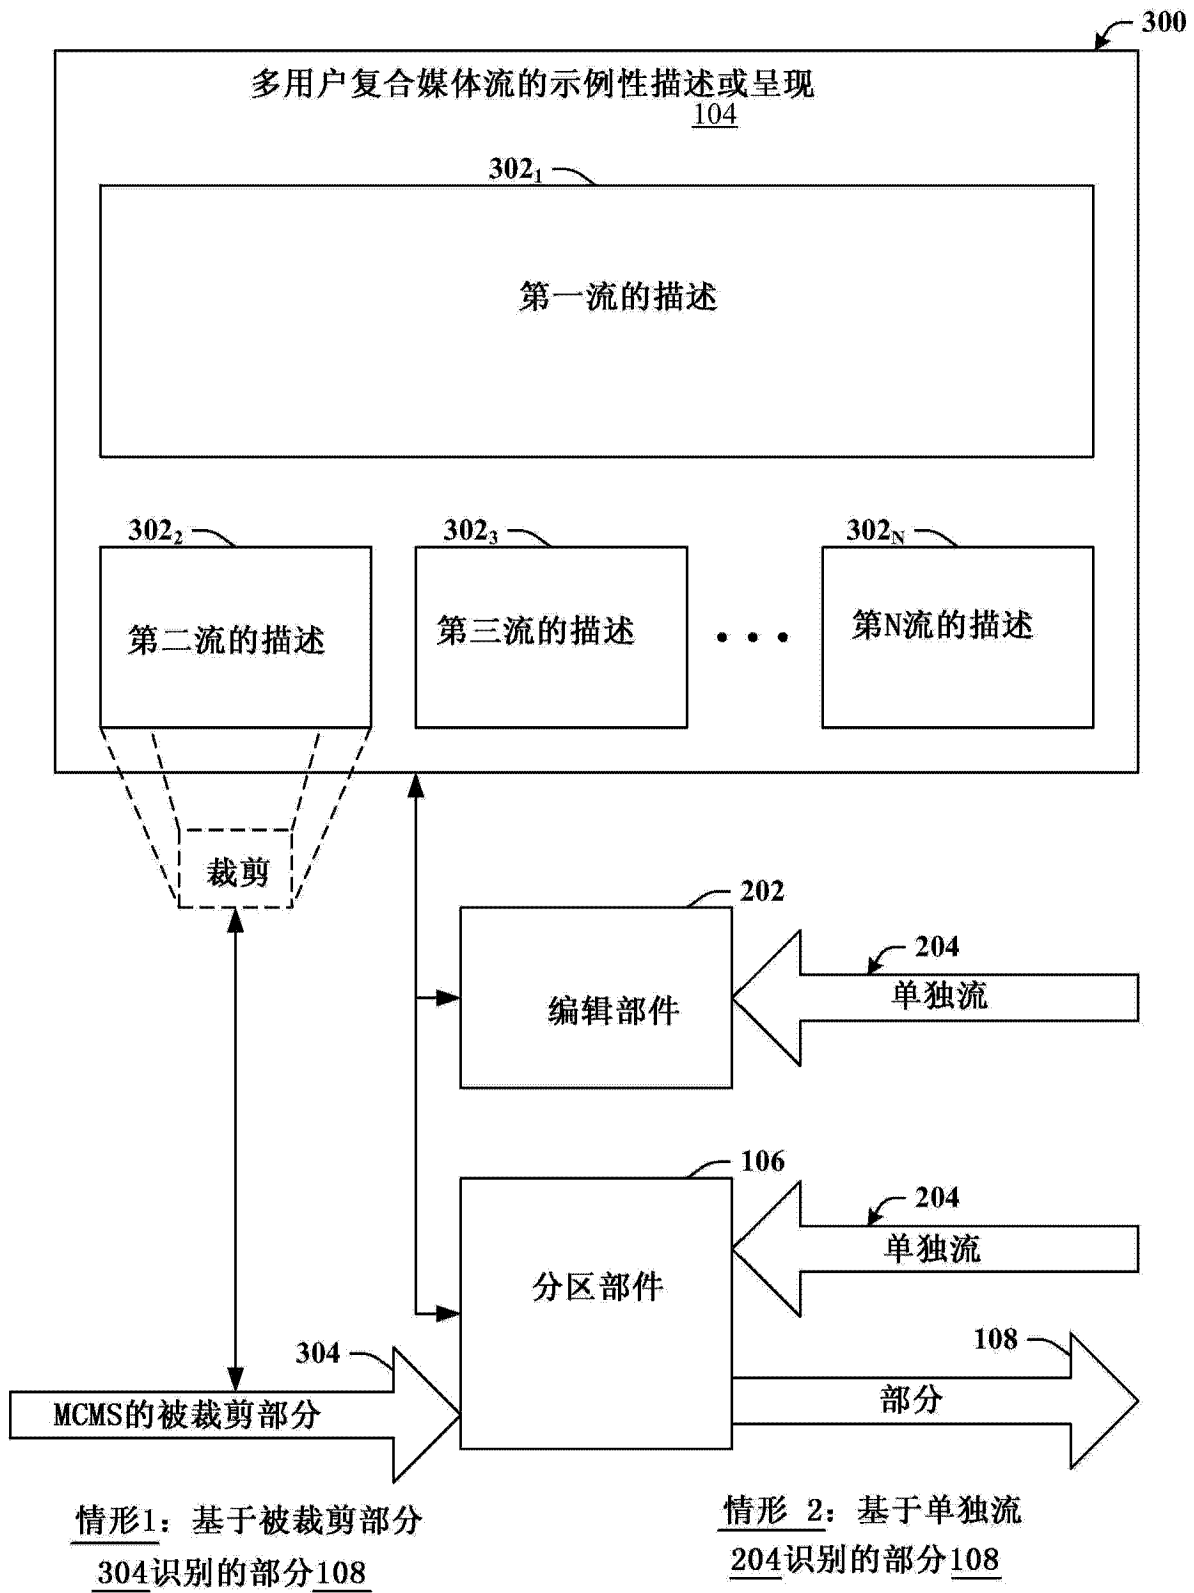 300
多用户复合媒体流的示例性描述或呈现
104
302₁
第一流的描述
302₂
302₃
302N
第二流的描述
第三流的描述
• • •
第N流的描述
裁剪
202
204
单独流
编辑部件
106
204
单独流
分区部件
304
108
MCMS的被裁剪部分
部分
情形1：基于被裁剪部分
304识别的部分108
情形 2：基于单独流
204识别的部分108